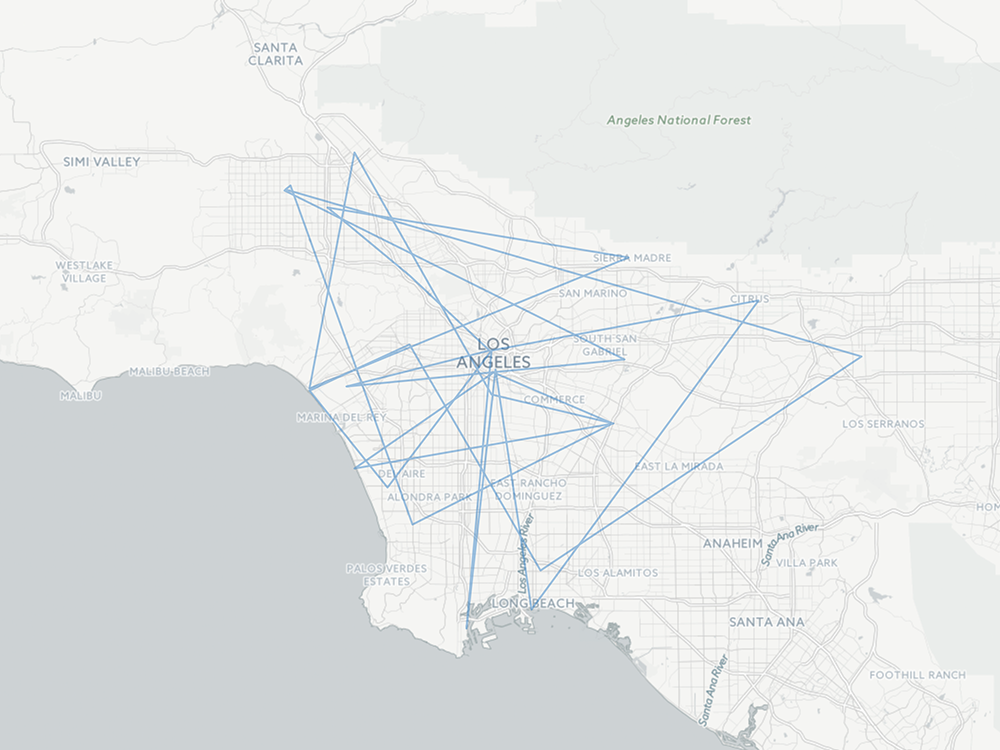 SANTA
CLARITA
Angeles National Forest
SIMI VALLEY
SIERRA MADRE
WESTLAKE
VILLAGE
SAN MARINO
CITRUS
SOUTH SAN
GABRIEL
LOS
ANGELES
MALIBU BEACH
MALIBU
COMMERCE
MARINA DEL REY
LOS SERRANOS
EAST LA MIRADA
DEL AIRE
EAST RANCHO
DOMINGUEZ
ALONDRA PARK
HOM
Los Angeles River
Santa Ana River
ANAHEIM
VILLA PARK
PALOS VERDES
ESTATES
LOS ALAMITOS
LONG BEACH
SANTA ANA
FOOTHILL RANCH
Santa Ana River